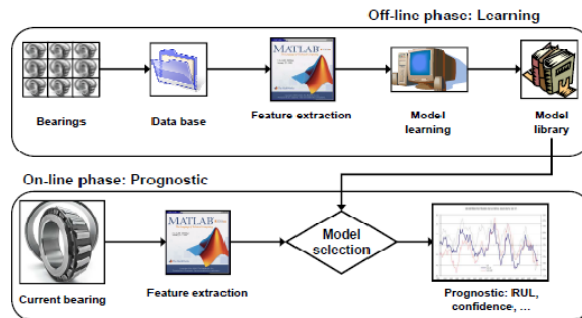 Off-line phase: Learning
MATLAB
Bearings
Data base
Feature extraction
Model
learning
Model
library
On-line phase: Prognostic
MATLAB
Model
selection
Current bearing
Feature extraction
Prognostic: RUL,
confidence, ...